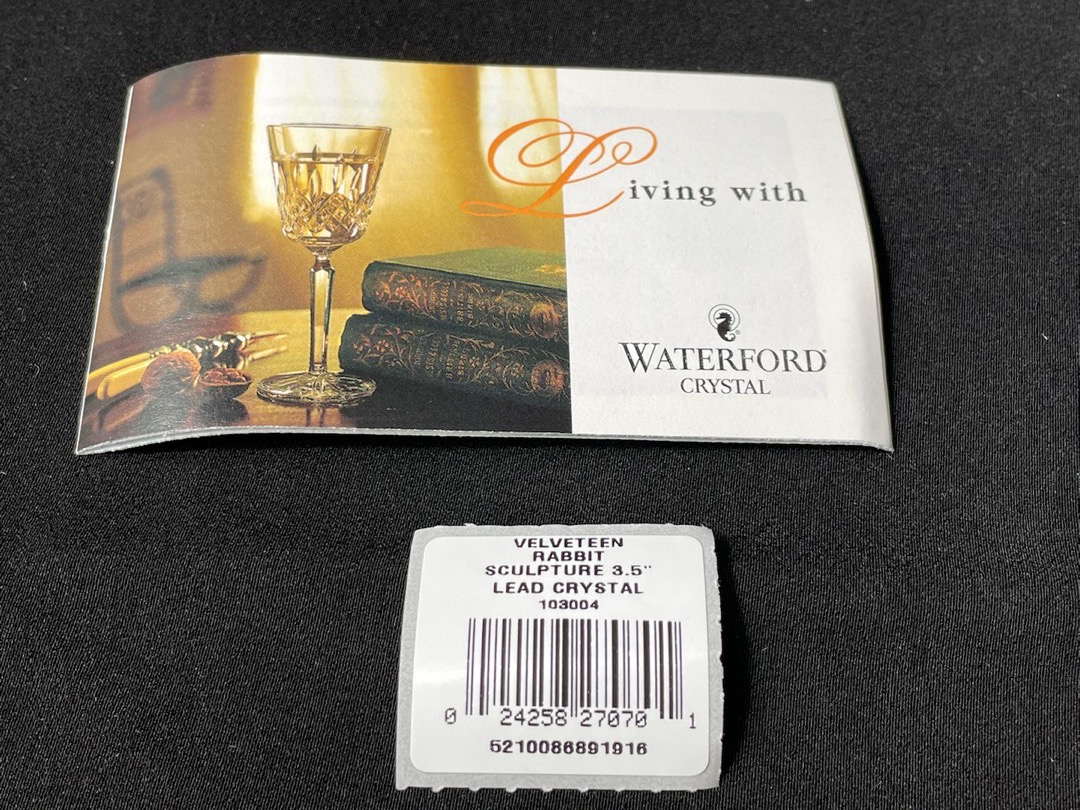 Living with
WATERFORD®
CRYSTAL
VELVETEEN
RABBIT
SCULPTURE 3.5"
LEAD CRYSTAL
103004
0 24258 27070 1
5210086891916